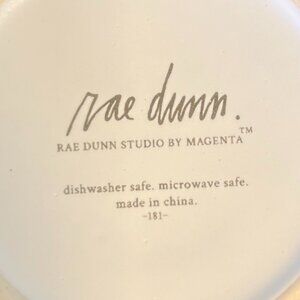 rae dunn.
RAE DUNN STUDIO BY MAGENTA™
dishwasher safe. microwave safe.
made in china.
-181-